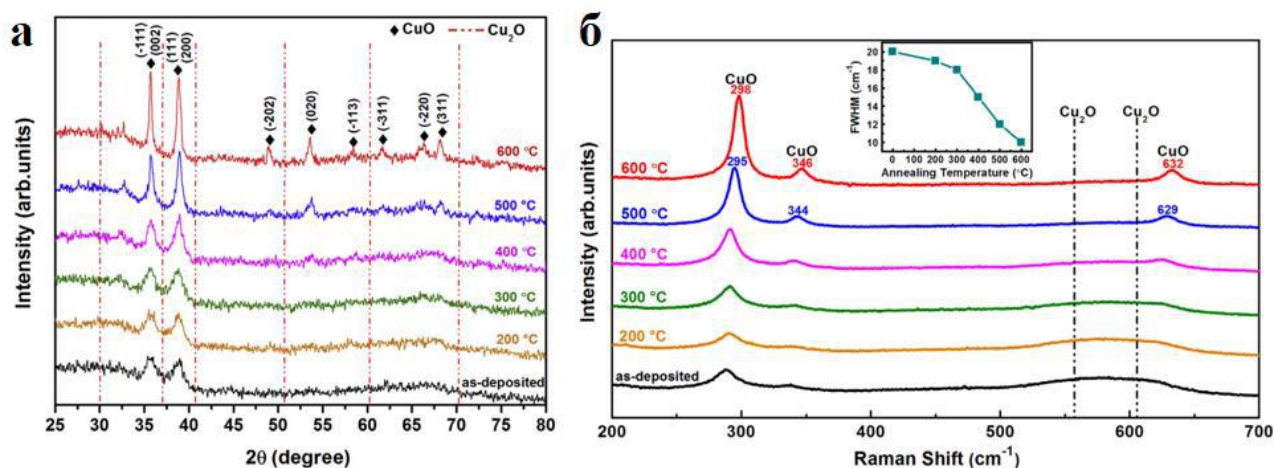 а
◆ CuO
Cu₂O
(-111)
(002)
(111)
(200)
(-202)
(020)
(-113)
(-311)
(-220)
(311)
600 °C
500 °C
400 °C
300 °C
200 °C
as-deposited
Intensity (arb.units)
25 30 35 40 45 50 55 60 65 70 75 80
2θ (degree)
б
CuO
298
CuO
346
Cu₂O
Cu₂O
CuO
632
600 °C
295
344
629
500 °C
400 °C
300 °C
200 °C
as-deposited
FWHM (cm⁻¹)
20
18
16
14
12
10
0 100 200 300 400 500 600
Annealing Temperature (°C)
Intensity (arb.units)
200 300 400 500 600 700
Raman Shift (cm⁻¹)